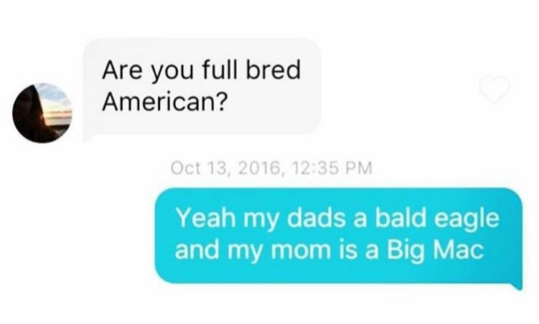 Are you full bred
American?
Oct 13, 2016, 12:35 PM
Yeah my dads a bald eagle
and my mom is a Big Mac